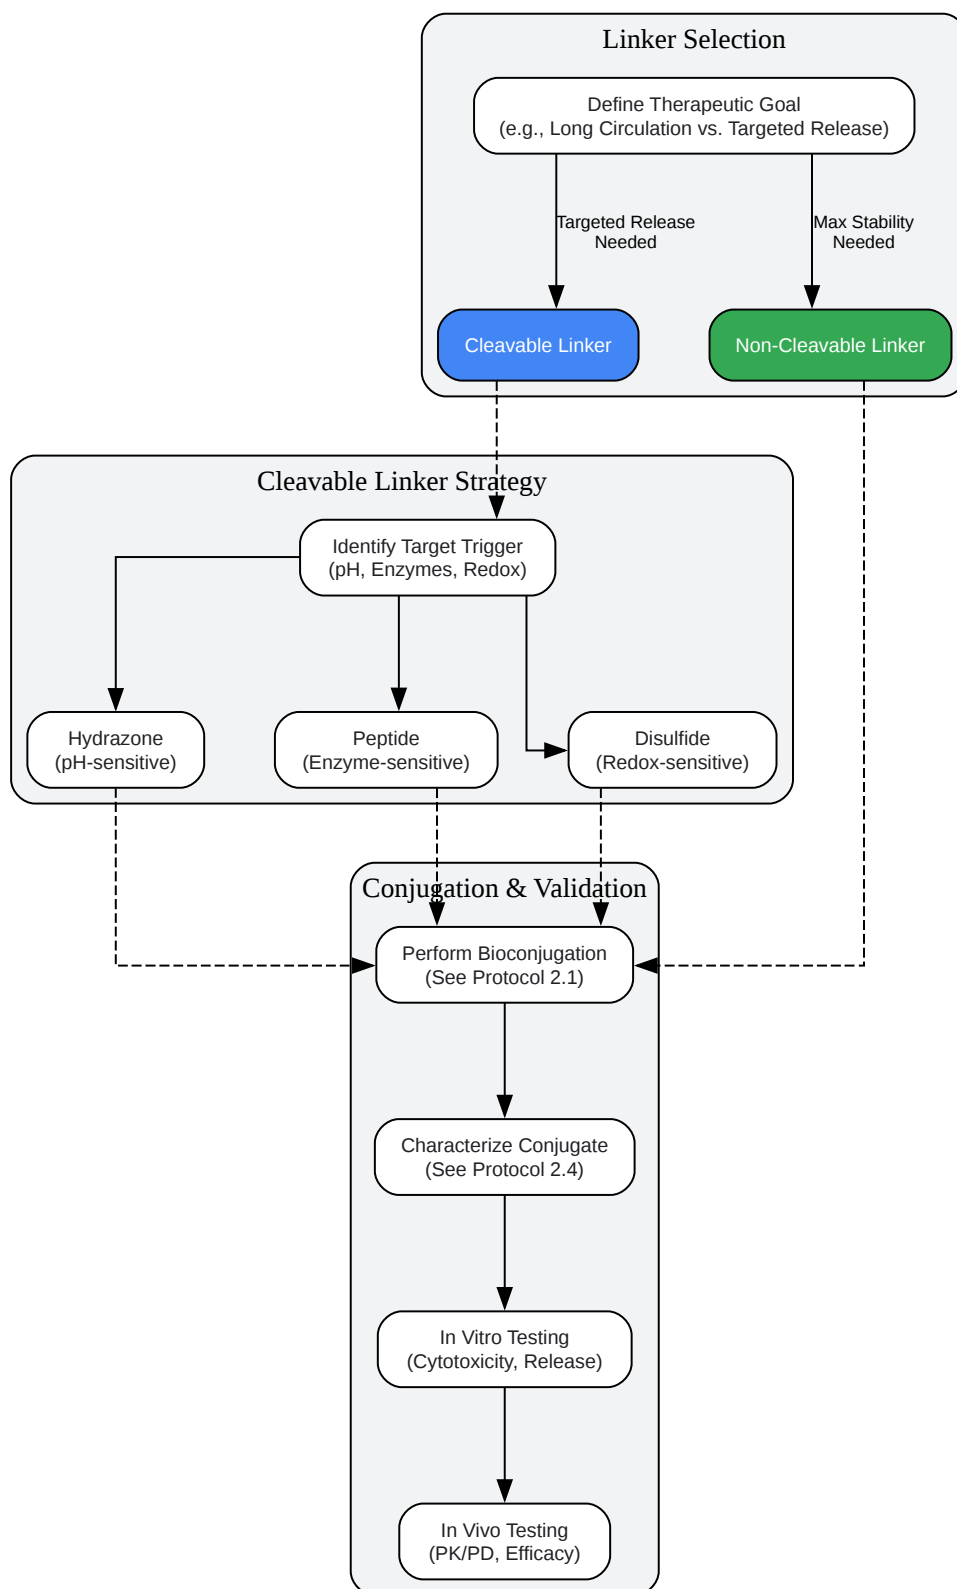 Linker Selection
Define Therapeutic Goal
(e.g., Long Circulation vs. Targeted Release)
Targeted Release
Needed
Max Stability
Needed
Cleavable Linker
Non-Cleavable Linker
Cleavable Linker Strategy
Identify Target Trigger
(pH, Enzymes, Redox)
Hydrazone
(pH-sensitive)
Peptide
(Enzyme-sensitive)
Disulfide
(Redox-sensitive)
Conjugation & Validation
Perform Bioconjugation
(See Protocol 2.1)
Characterize Conjugate
(See Protocol 2.4)
In Vitro Testing
(Cytotoxicity, Release)
In Vivo Testing
(PK/PD, Efficacy)